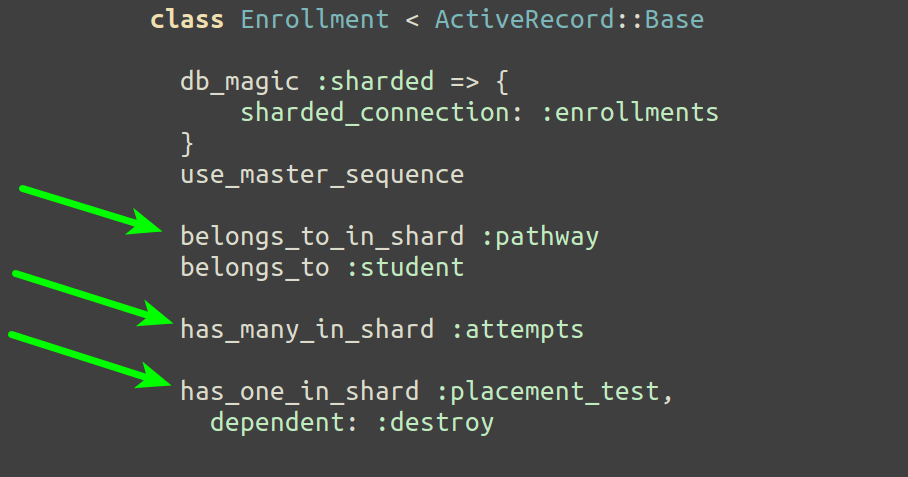 class Enrollment < ActiveRecord::Base
db_magic :sharded => {
sharded_connection: :enrollments
}
use_master_sequence
belongs_to_in_shard :pathway
belongs_to :student
has_many_in_shard :attempts
has_one_in_shard :placement_test,
dependent: :destroy